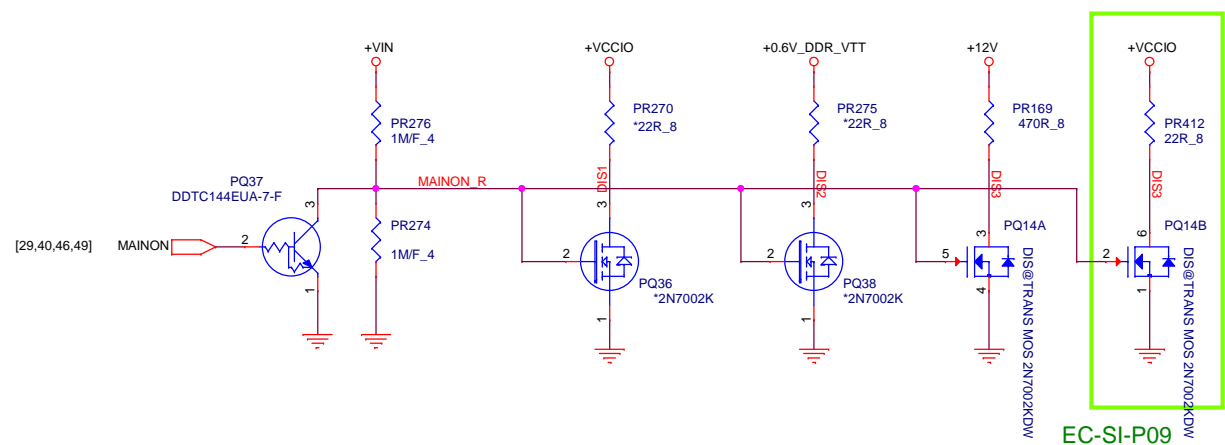 +VIN
+VCCIO
+0.6V_DDR_VTT
+12V
+VCCIO
PR276
1M/F_4
PR270
*22R_8
PR275
*22R_8
PR169
470R_8
PR412
22R_8
PQ37
DDTC144EUA-7-F
MAINON_R
DIS1
DIS2
DIS3
DIS3
3
2
1
[29,40,46,49]
MAINON
PR274
1M/F_4
3
2
1
PQ36
*2N7002K
3
2
1
PQ38
*2N7002K
3
5
4
PQ14A
DIS@TRANS MOS 2N7002KDW
6
2
1
PQ14B
DIS@TRANS MOS 2N7002KDW
EC-SI-P09